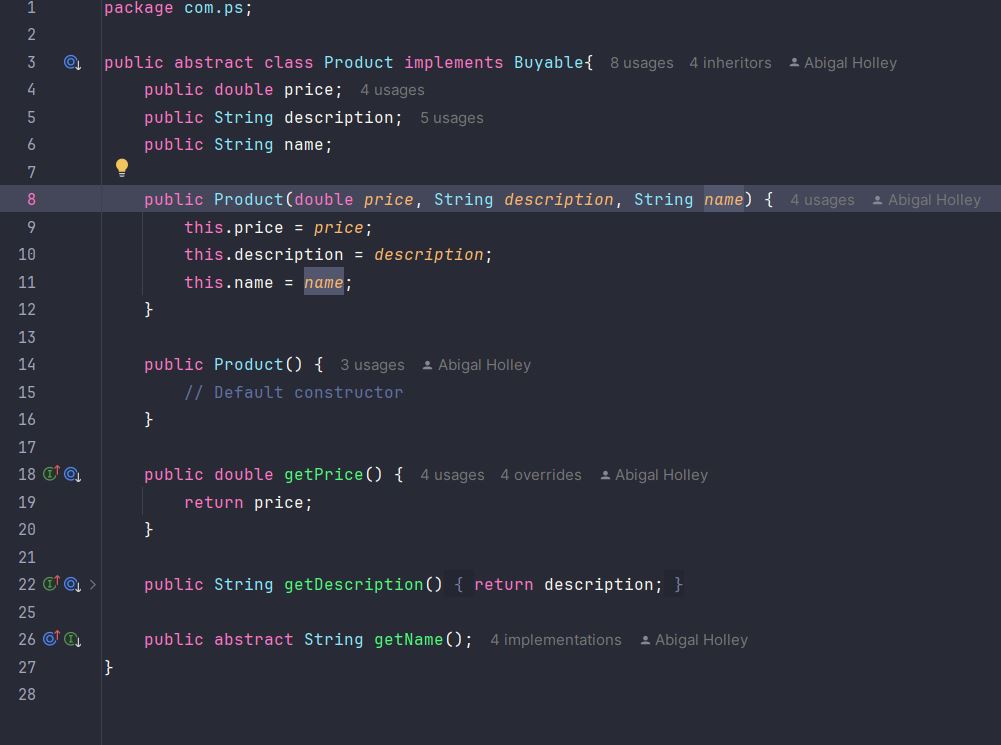 1 package com.ps;
2
3 public abstract class Product implements Buyable{ 8 usages 4 inheritors Abigal Holley
4 public double price; 4 usages
5 public String description; 5 usages
6 public String name;
7
8 public Product(double price, String description, String name) { 4 usages Abigal Holley
9 this.price = price;
10 this.description = description;
11 this.name = name;
12 }
13
14 public Product() { 3 usages Abigal Holley
15 // Default constructor
16 }
17
18 public double getPrice() { 4 usages 4 overrides Abigal Holley
19 return price;
20 }
21
22 public String getDescription() { return description; }
25
26 public abstract String getName(); 4 implementations Abigal Holley
27 }
28